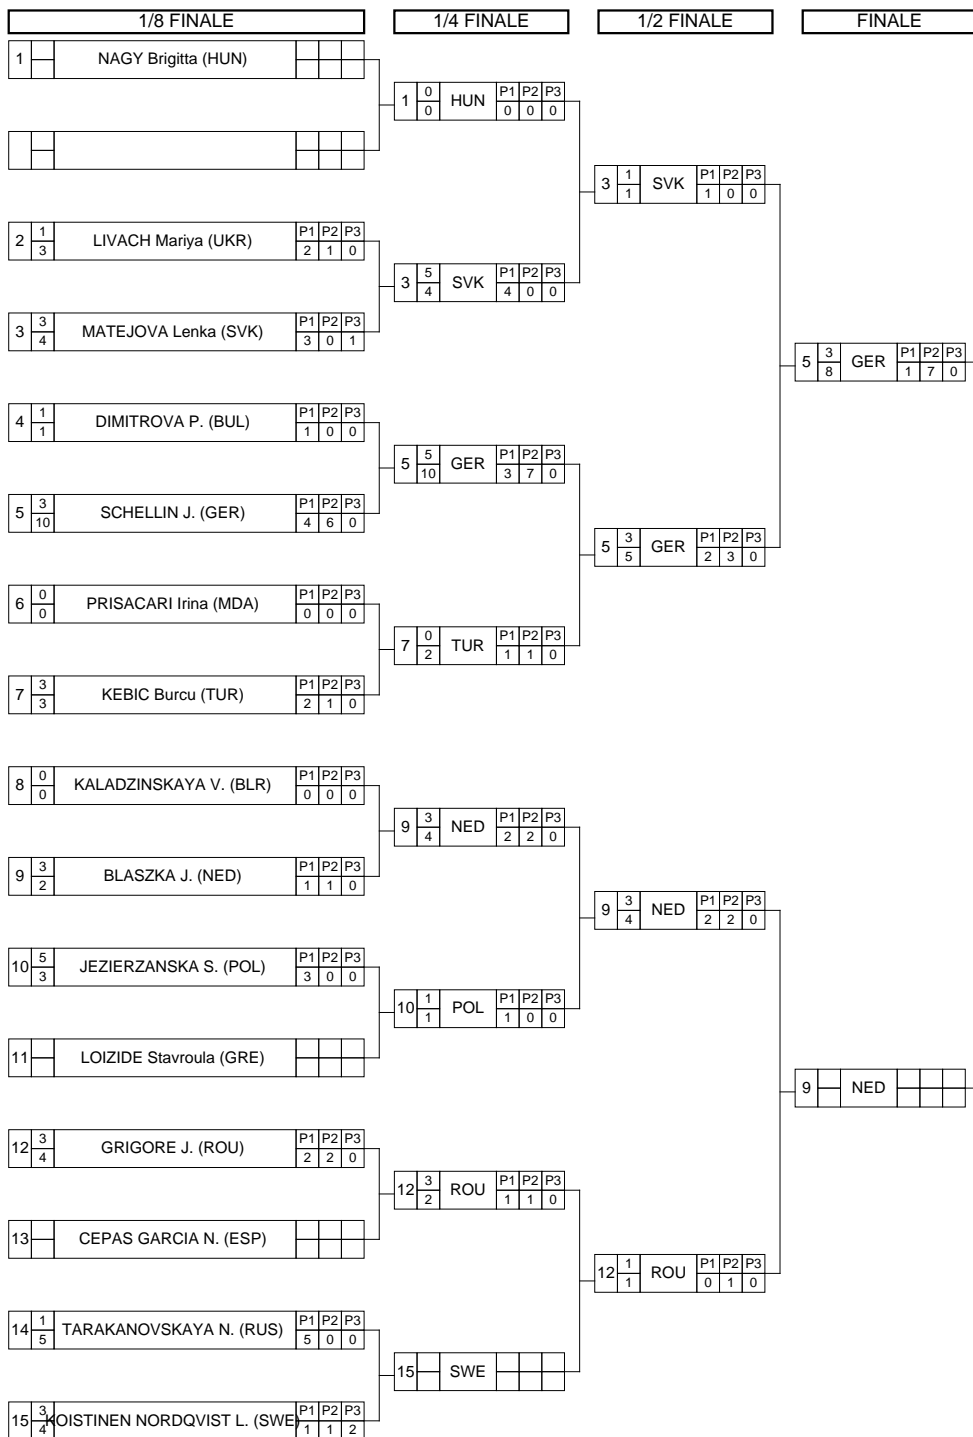 1/8 FINALE 1/4 FINALE 1/2 FINALE FINALE
1 NAGY Brigitta (HUN)
1 0 0 HUN P1 P2 P3 0 0 0
3 1 1 SVK P1 P2 P3 1 0 0
2 1 3 LIVACH Mariya (UKR) P1 P2 P3 2 1 0
3 5 4 SVK P1 P2 P3 4 0 0
3 3 4 MATEJOVA Lenka (SVK) P1 P2 P3 3 0 1
5 3 8 GER P1 P2 P3 1 7 0
4 1 1 DIMITROVA P. (BUL) P1 P2 P3 1 0 0
5 5 10 GER P1 P2 P3 3 7 0
5 3 10 SCHELLIN J. (GER) P1 P2 P3 4 6 0
5 3 5 GER P1 P2 P3 2 3 0
6 0 0 PRISACARI Irina (MDA) P1 P2 P3 0 0 0
7 0 2 TUR P1 P2 P3 1 1 0
7 3 3 KEBIC Burcu (TUR) P1 P2 P3 2 1 0
8 0 0 KALADZINSKAYA V. (BLR) P1 P2 P3 0 0 0
9 3 4 NED P1 P2 P3 2 2 0
9 3 2 BLASZKA J. (NED) P1 P2 P3 1 1 0
9 3 4 NED P1 P2 P3 2 2 0
10 5 3 JEZIERZANSKA S. (POL) P1 P2 P3 3 0 0
10 1 1 POL P1 P2 P3 1 0 0
11 LOIZIDE Stavroula (GRE)
9 NED
12 3 4 GRIGORE J. (ROU) P1 P2 P3 2 2 0
12 3 2 ROU P1 P2 P3 1 1 0
13 CEPAS GARCIA N. (ESP)
12 1 1 ROU P1 P2 P3 0 1 0
14 1 5 TARAKANOVSKAYA N. (RUS) P1 P2 P3 5 0 0
15 SWE
15 3 4 KOISTINEN NORDQVIST L. (SWE) P1 P2 P3 1 1 2